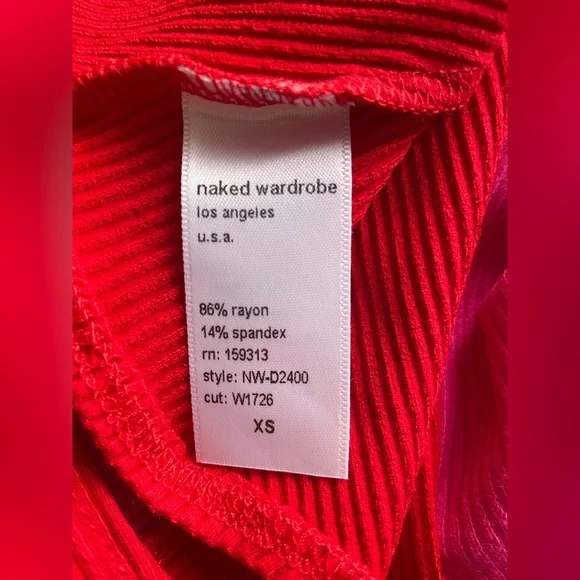 naked wardrobe
los angeles
u.s.a.
86% rayon
14% spandex
rn: 159313
style: NW-D2400
cut: W1726
XS